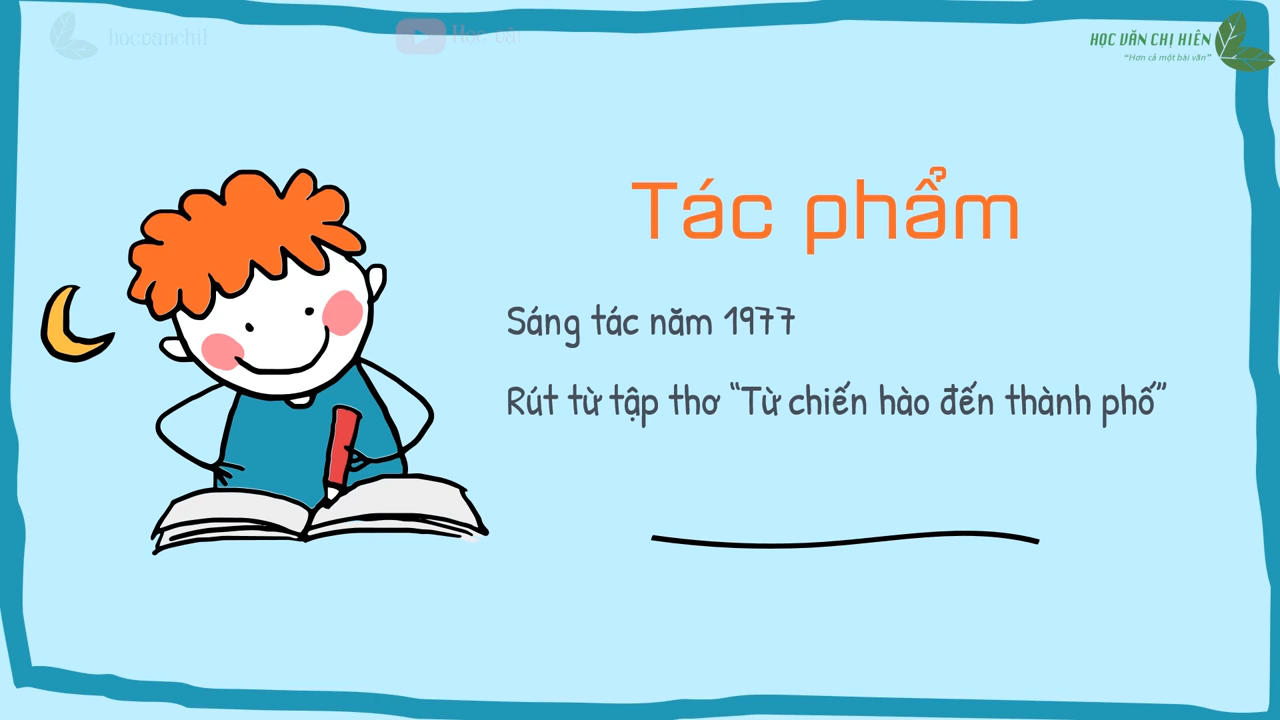 HỌC VĂN CHỊ HIÊN
“Hơn cả một bài văn”
Tác phẩm
Sáng tác năm 1977
Rút từ tập thơ “Từ chiến hào đến thành phố”